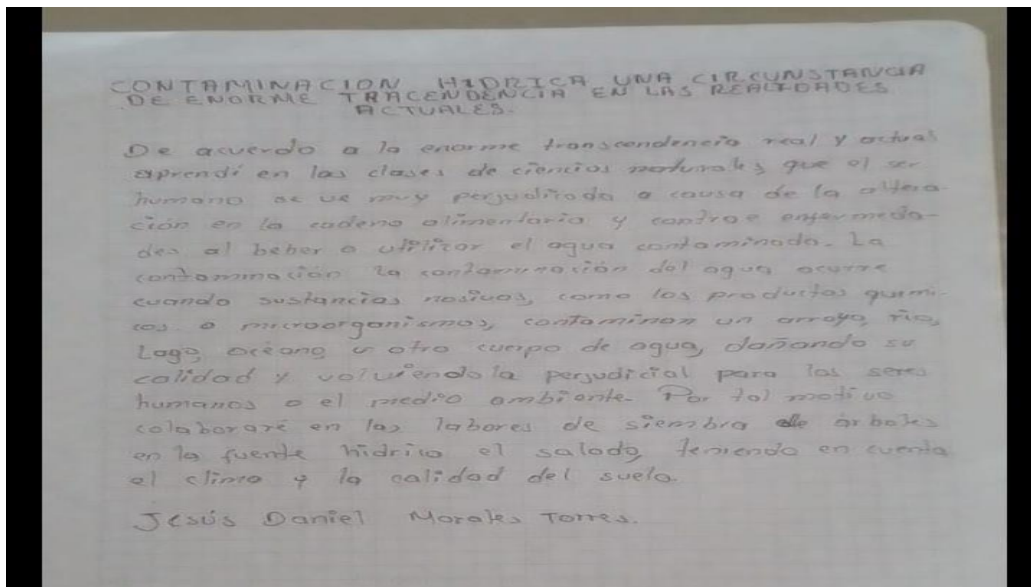 CONTAMINACION HIDRICA UNA CIRCUNSTANCIA
DE ENORME TRACENDENCIA EN LAS REALIDADES
ACTUALES.
De acuerdo a la enorme transcendencia real y actual
aprendí en las clases de ciencias naturales que el ser
humano se ve muy perjudicado a causa de la altera-
ción en la cadena alimentaria y contrae enfermeda-
des al beber o utilizar el agua contaminada. La
contaminación la contaminación del agua ocurre
cuando sustancias nosivas, como los productos quimi-
cos o microorganismos, contaminan un arroyo, río,
Lago, océano u otro cuerpo de agua, dañando su
calidad y volviendola perjudicial para los seres
humanos o el medio ambiente. Por tal motivo
colaboraré en las labores de siembra de árboles
en la fuente hidrica el salado, teniendo en cuenta
el clima y la calidad del suelo.
Jesús Daniel Morales Torres.